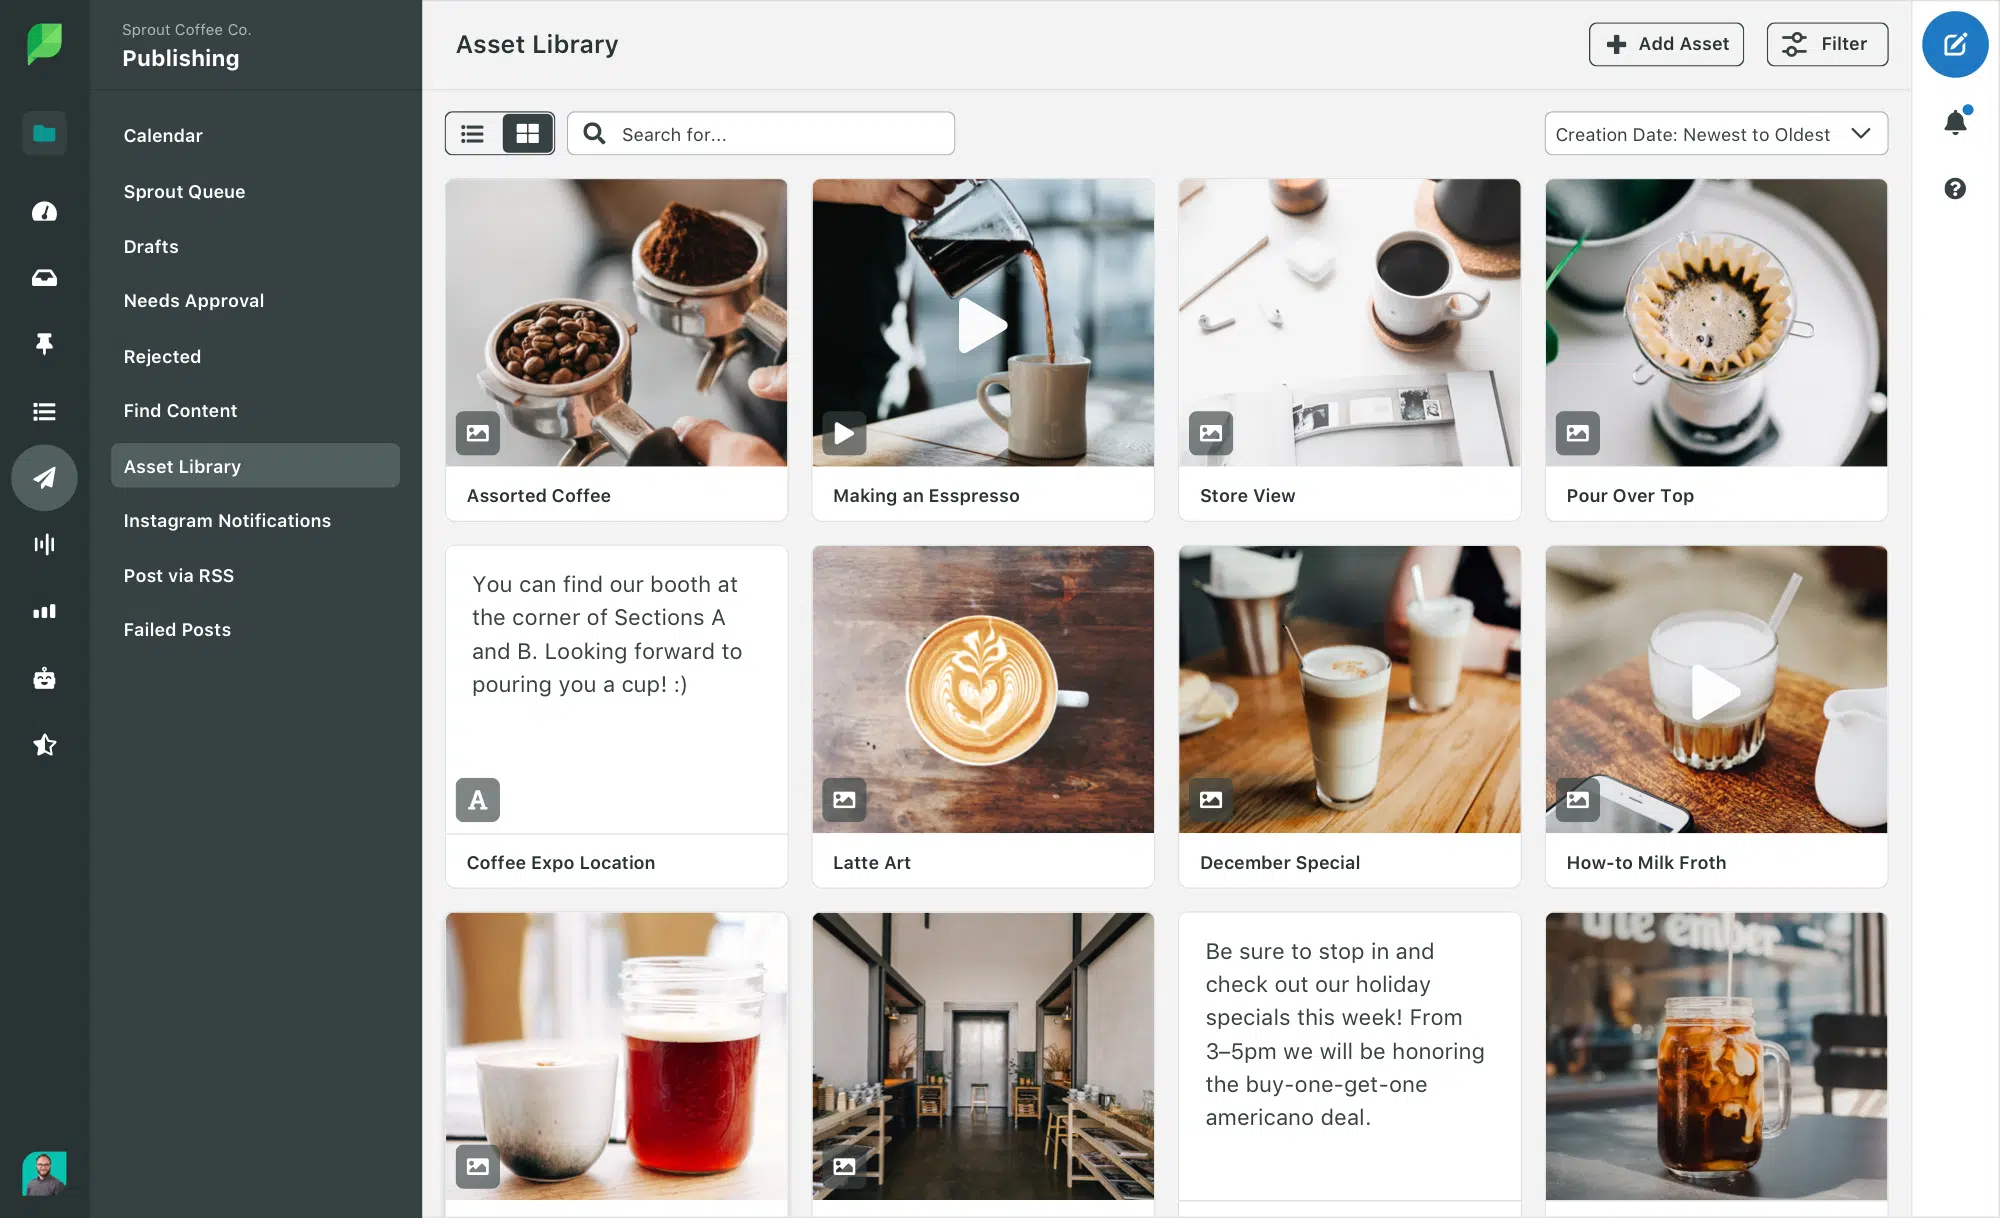 Sprout Coffee Co.
Publishing
Calendar
Sprout Queue
Drafts
Needs Approval
Rejected
Find Content
Asset Library
Instagram Notifications
Post via RSS
Failed Posts
Asset Library
Add Asset
Filter
Search for...
Creation Date: Newest to Oldest
Assorted Coffee
Making an Esspresso
Store View
Pour Over Top
You can find our booth at
the corner of Sections A
and B. Looking forward to
pouring you a cup! :)
A
Coffee Expo Location
Latte Art
December Special
How-to Milk Froth
Be sure to stop in and
check out our holiday
specials this week! From
3–5pm we will be honoring
the buy-one-get-one
americano deal.
ember